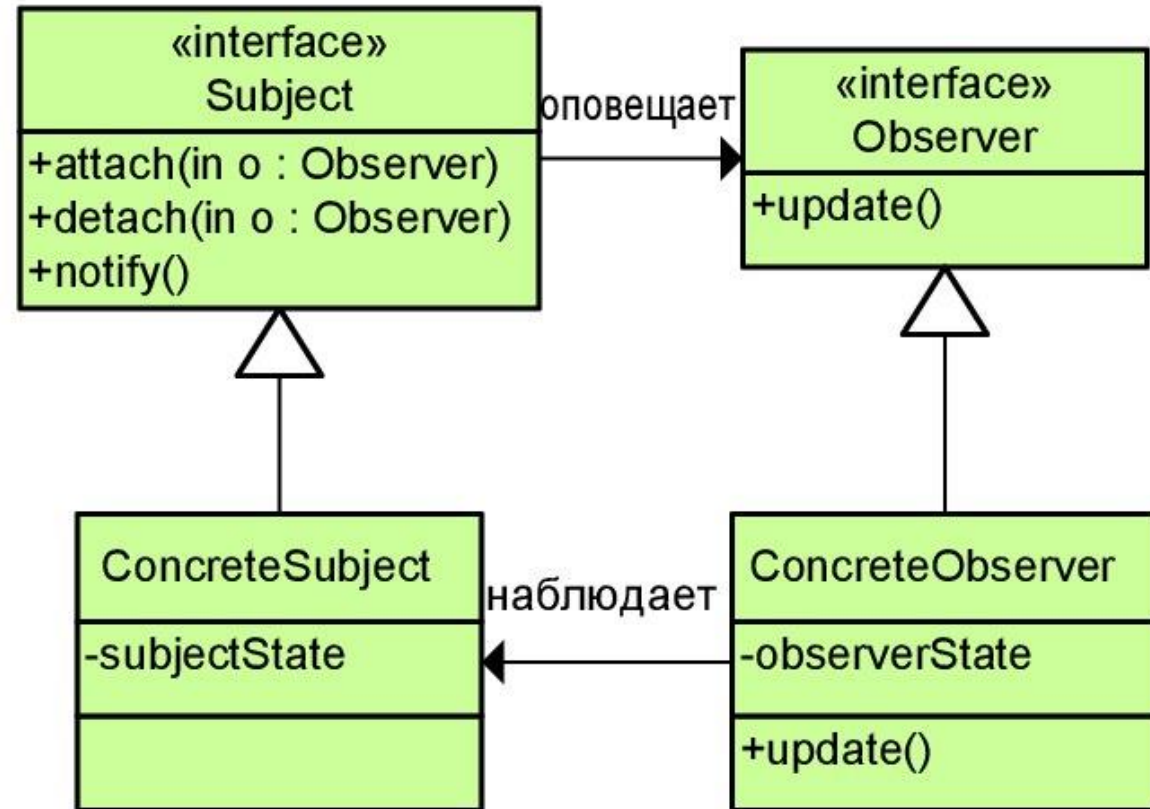 «interface»
Subject
+attach(in o : Observer)
+detach(in o : Observer)
+notify()
оповещает
«interface»
Observer
+update()
ConcreteSubject
-subjectState
наблюдает
ConcreteObserver
-observerState
+update()